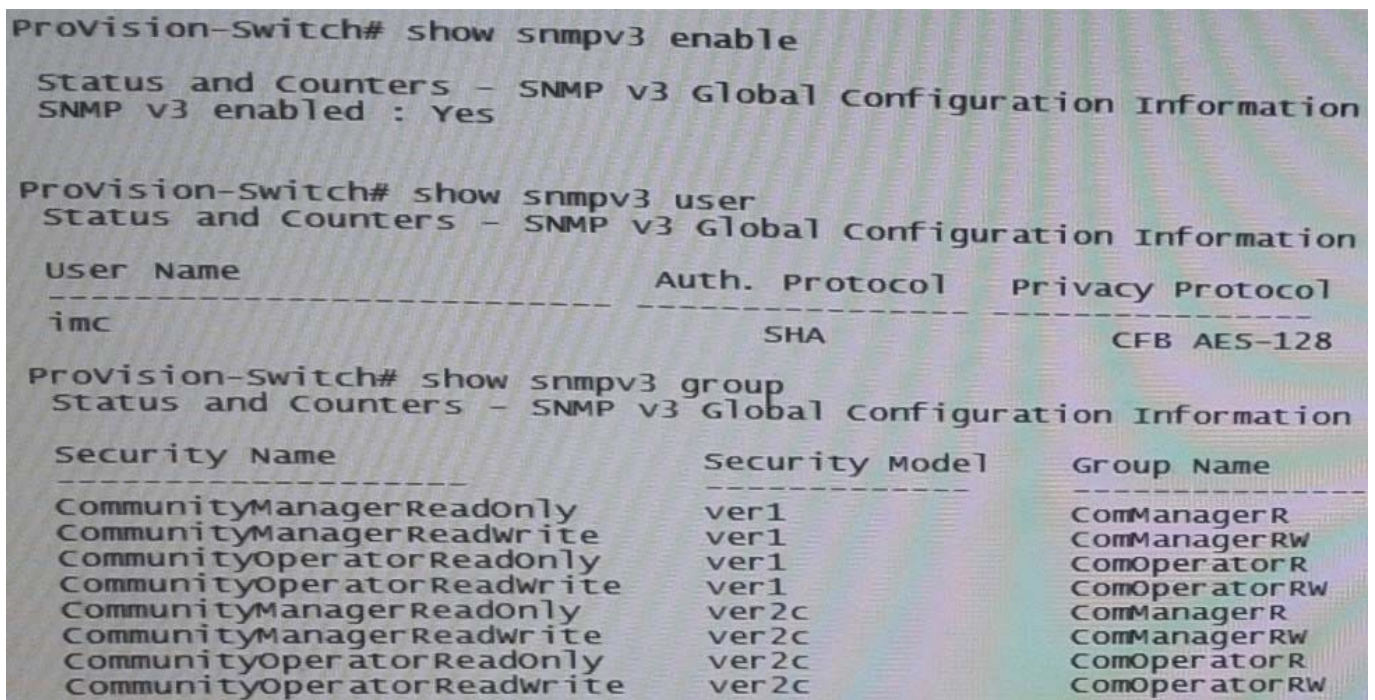 ProVision-Switch# show snmpv3 enable
Status and Counters - SNMP v3 Global Configuration Information
SNMP v3 enabled : Yes
ProVision-Switch# show snmpv3 user
Status and Counters - SNMP v3 Global Configuration Information
User Name Auth. Protocol Privacy Protocol
---------------------------- ---------------- ----------------
imc SHA CFB AES-128
ProVision-Switch# show snmpv3 group
Status and Counters - SNMP v3 Global Configuration Information
Security Name Security Model Group Name
-------------------- -------------- ----------------
CommunityManagerReadOnly ver1 ComManagerR
CommunityManagerReadWrite ver1 ComManagerRW
CommunityOperatorReadOnly ver1 ComOperatorR
CommunityOperatorReadWrite ver1 ComOperatorRW
CommunityManagerReadOnly ver2c ComManagerR
CommunityManagerReadWrite ver2c ComManagerRW
CommunityOperatorReadOnly ver2c ComOperatorR
CommunityOperatorReadWrite ver2c ComOperatorRW